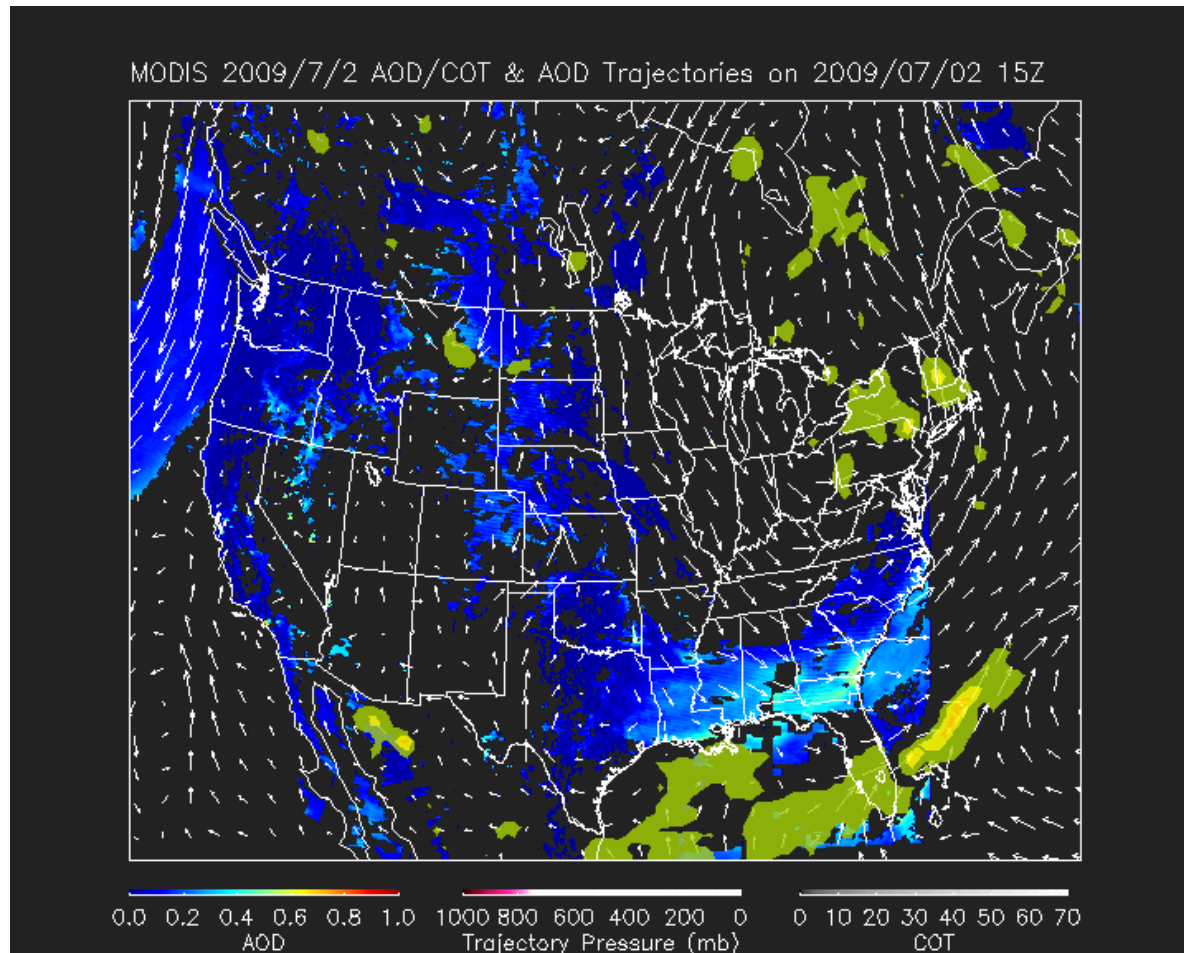 MODIS 2009/7/2 AOD/COT & AOD Trajectories on 2009/07/02 15Z
0.0 0.2 0.4 0.6 0.8 1.0
AOD
1000 800 600 400 200 0
Trajectory Pressure (mb)
0 10 20 30 40 50 60 70
COT